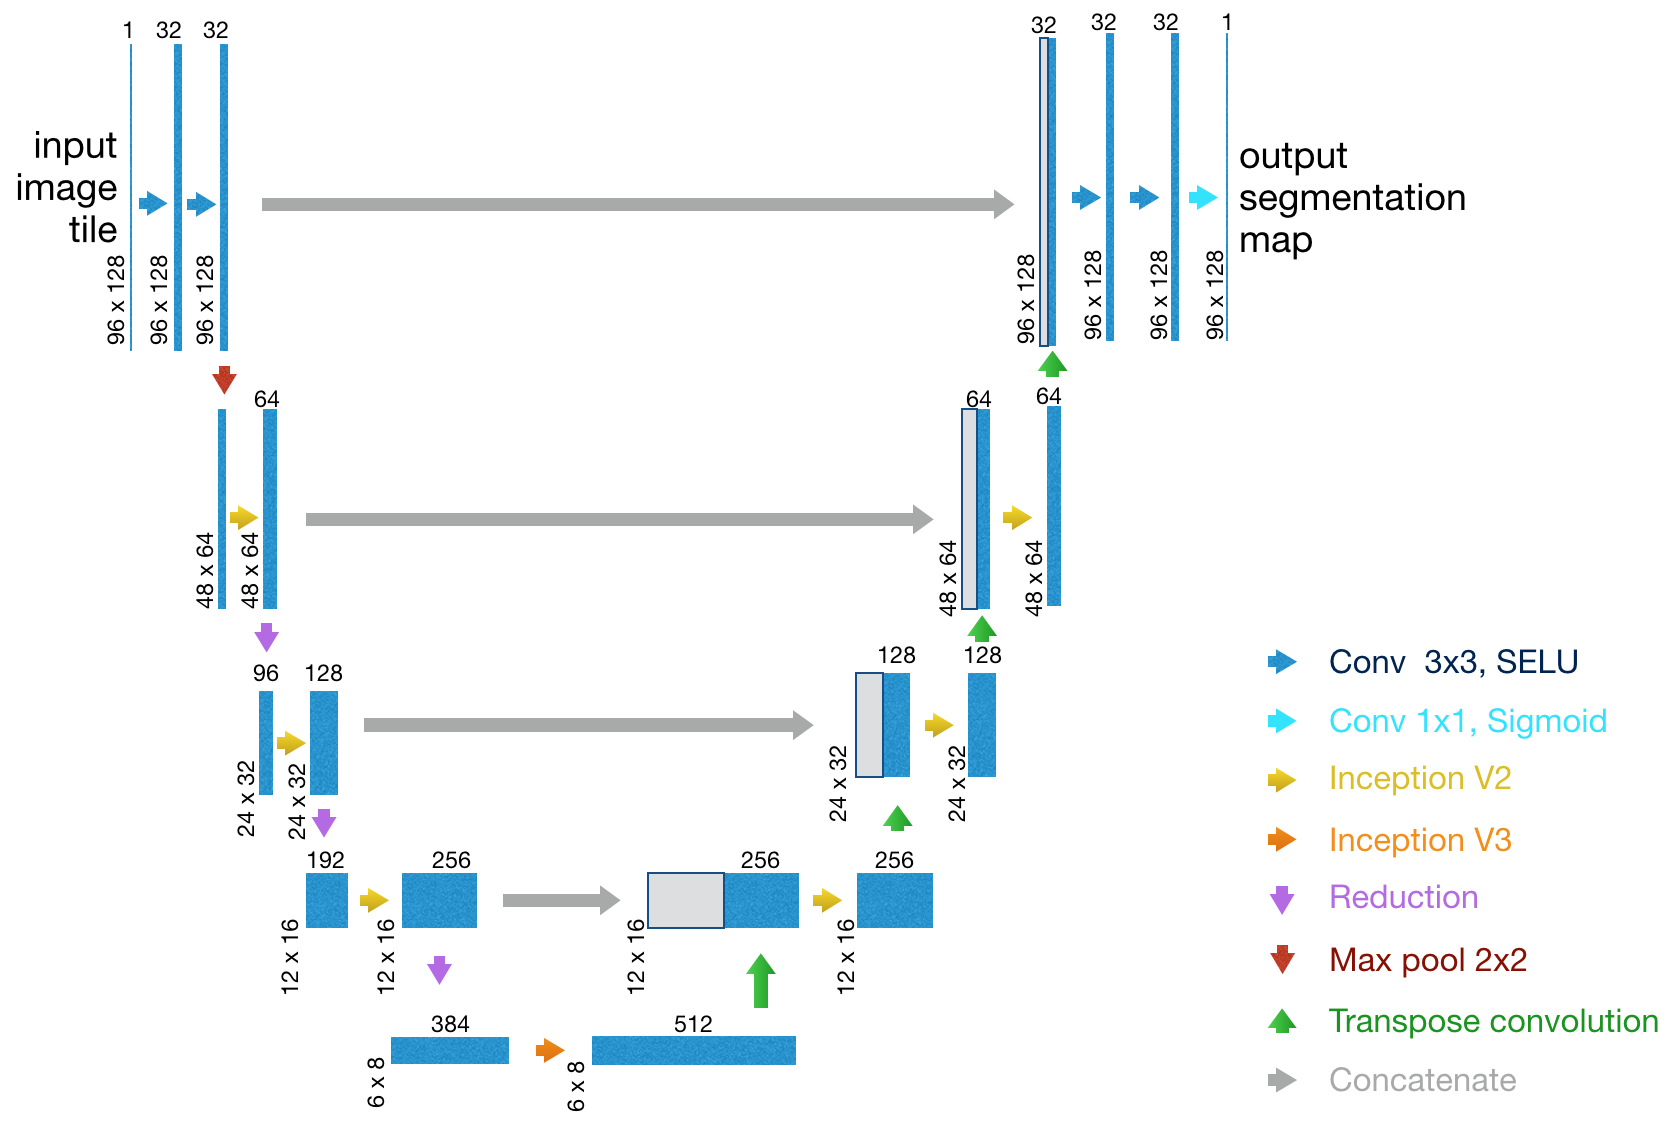 1
32
32
input
image
tile
96 x 128
96 x 128
96 x 128
32
32
32
1
96 x 128
96 x 128
96 x 128
96 x 128
output
segmentation
map
64
48 x 64
48 x 64
64
64
48 x 64
48 x 64
96
128
24 x 32
24 x 32
128
128
24 x 32
24 x 32
192
256
12 x 16
12 x 16
256
256
12 x 16
12 x 16
384
512
6 x 8
6 x 8
Conv 3x3, SELU
Conv 1x1, Sigmoid
Inception V2
Inception V3
Reduction
Max pool 2x2
Transpose convolution
Concatenate